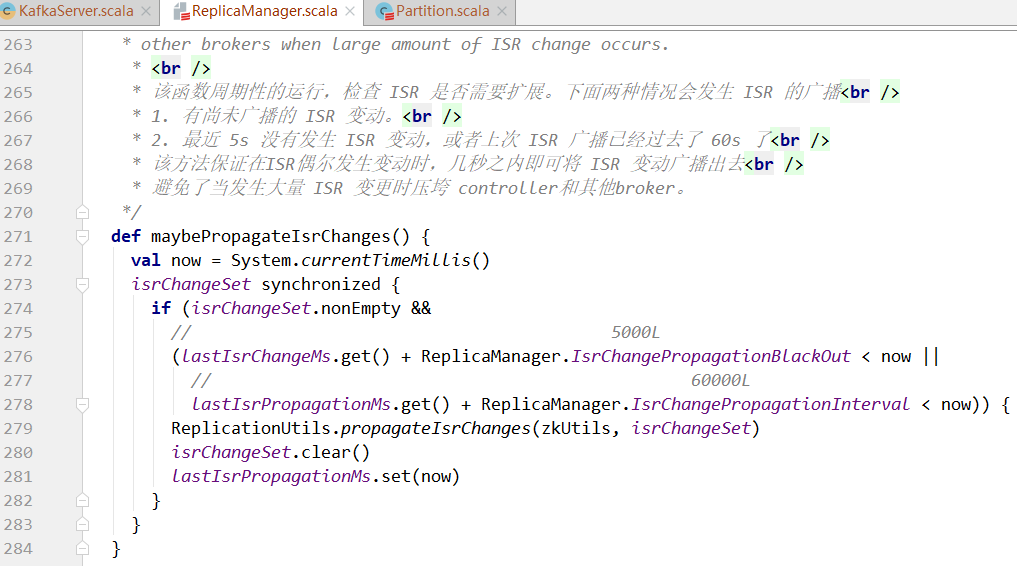 KafkaServer.scala × ReplicaManager.scala × Partition.scala ×
263 * other brokers when large amount of ISR change occurs.
264 * <br />
265 * 该函数周期性的运行，检查 ISR 是否需要扩展。下面两种情况会发生 ISR 的广播<br />
266 * 1. 有尚未广播的 ISR 变动。<br />
267 * 2. 最近 5s 没有发生 ISR 变动，或者上次 ISR 广播已经过去了 60s 了<br />
268 * 该方法保证在ISR偶尔发生变动时，几秒之内即可将 ISR 变动广播出去<br />
269 * 避免了当发生大量 ISR 变更时压垮 controller和其他broker。
270 */
271 def maybePropagateIsrChanges() {
272 val now = System.currentTimeMillis()
273 isrChangeSet synchronized {
274 if (isrChangeSet.nonEmpty &&
275 // 5000L
276 (lastIsrChangeMs.get() + ReplicaManager.IsrChangePropagationBlackOut < now ||
277 // 60000L
278 lastIsrPropagationMs.get() + ReplicaManager.IsrChangePropagationInterval < now)) {
279 ReplicationUtils.propagateIsrChanges(zkUtils, isrChangeSet)
280 isrChangeSet.clear()
281 lastIsrPropagationMs.set(now)
282 }
283 }
284 }